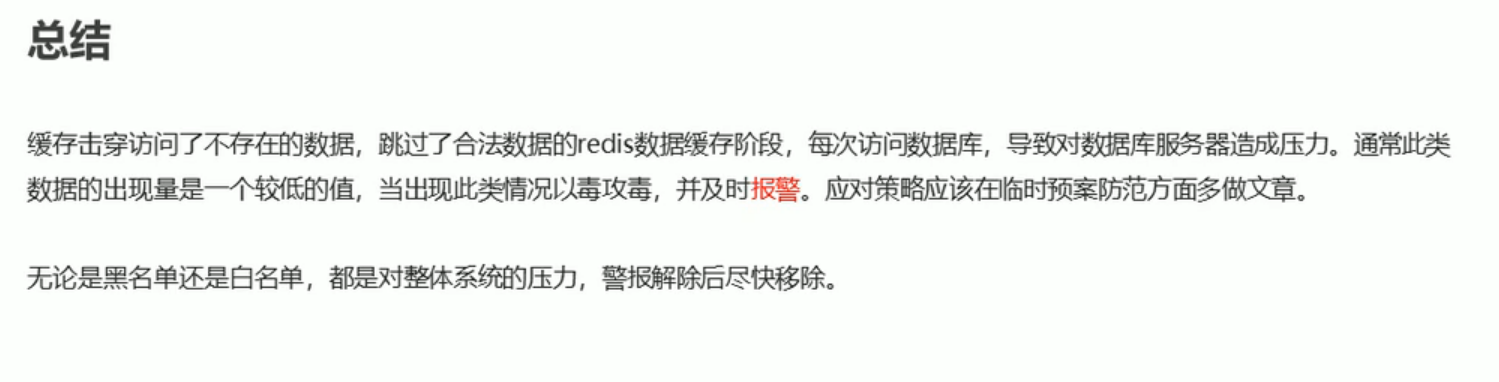 总结
缓存击穿访问了不存在的数据，跳过了合法数据的redis数据缓存阶段，每次访问数据库，导致对数据库服务器造成压力。通常此类
数据的出现量是一个较低的值，当出现此类情况以毒攻毒，并及时报警。应对策略应该在临时预案防范方面多做文章。
无论是黑名单还是白名单，都是对整体系统的压力，警报解除后尽快移除。